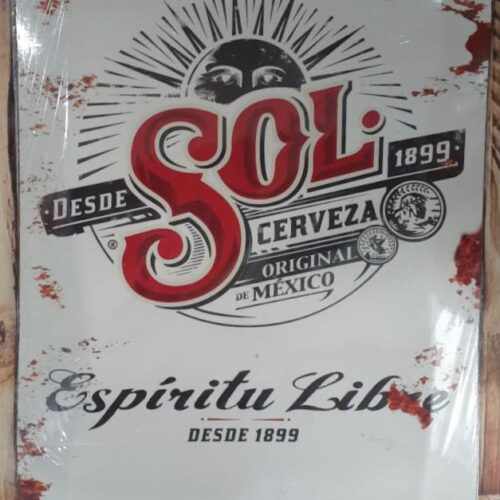 SOL
DESDE 1899
®
CERVEZA
ORIGINAL
DE MÉXICO
Espíritu Libre
DESDE 1899